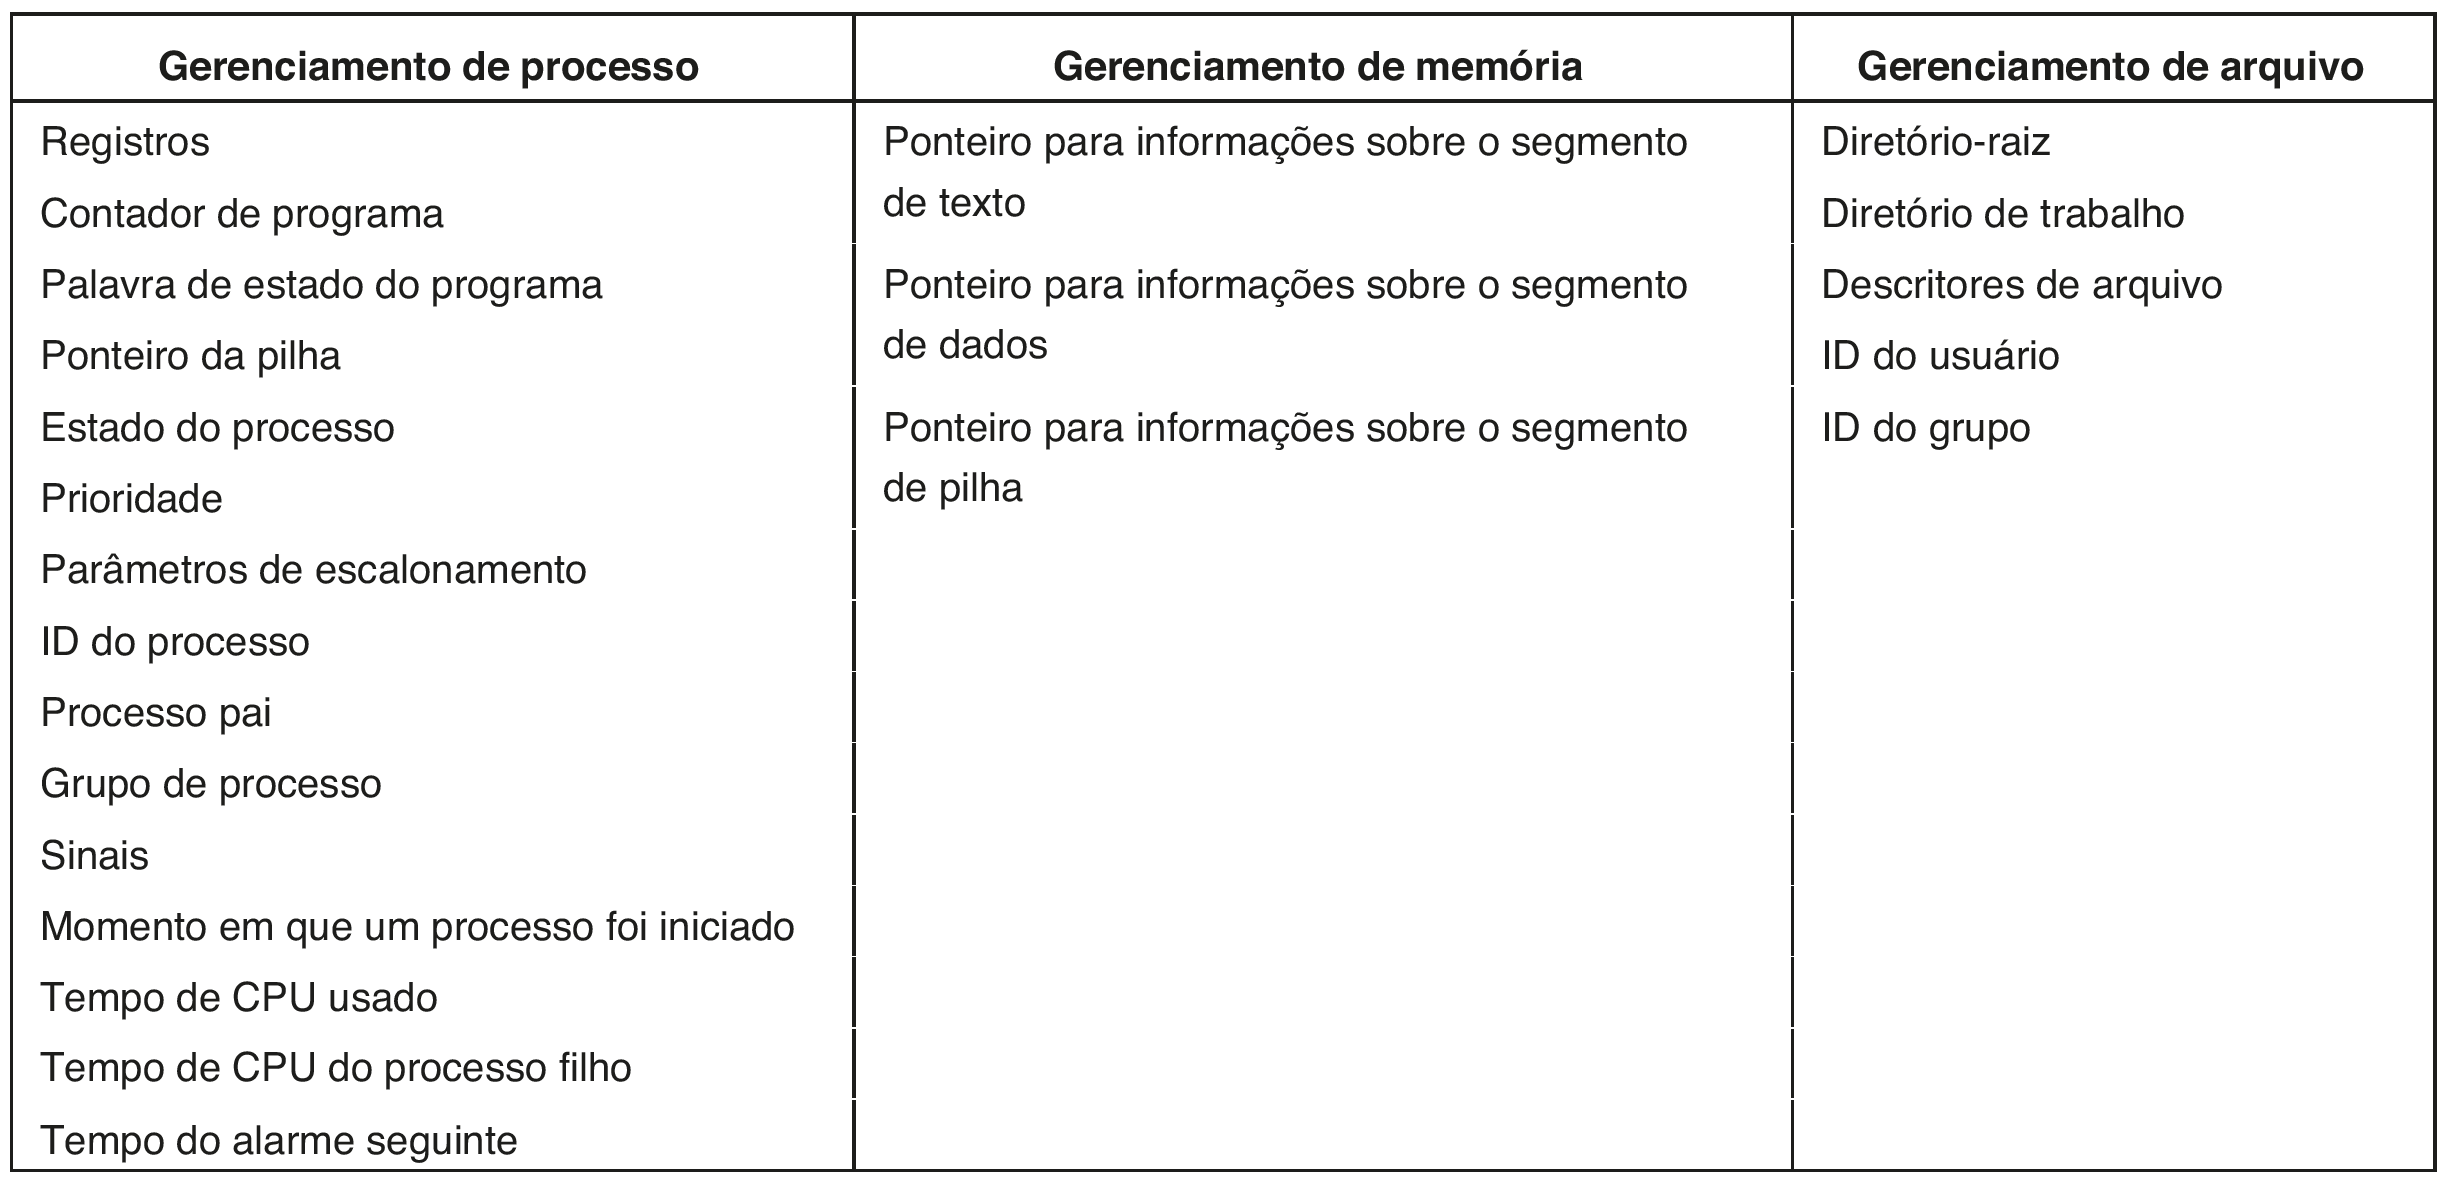 Gerenciamento de processo
Registros
Contador de programa
Palavra de estado do programa
Ponteiro da pilha
Estado do processo
Prioridade
Parâmetros de escalonamento
ID do processo
Processo pai
Grupo de processo
Sinais
Momento em que um processo foi iniciado
Tempo de CPU usado
Tempo de CPU do processo filho
Tempo do alarme seguinte
Gerenciamento de memória
Ponteiro para informações sobre o segmento
de texto
Ponteiro para informações sobre o segmento
de dados
Ponteiro para informações sobre o segmento
de pilha
Gerenciamento de arquivo
Diretório-raiz
Diretório de trabalho
Descritores de arquivo
ID do usuário
ID do grupo